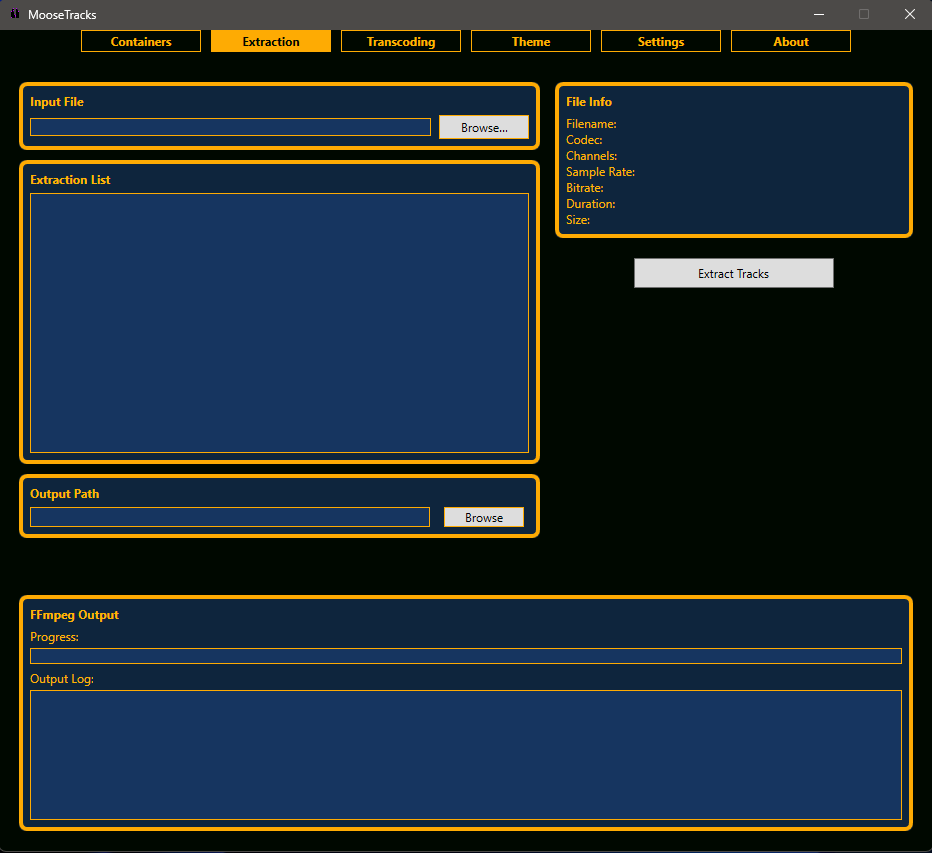 MooseTracks
Containers Extraction Transcoding Theme Settings About
Input File
Browse...
Extraction List
Output Path
Browse
File Info
Filename:
Codec:
Channels:
Sample Rate:
Bitrate:
Duration:
Size:
Extract Tracks
FFmpeg Output
Progress:
Output Log: